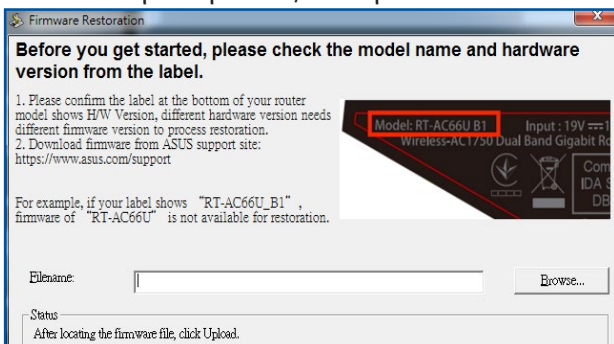 Firmware Restoration
Before you get started, please check the model name and hardware
version from the label.
1. Please confirm the label at the bottom of your router
model shows H/W Version, different hardware version needs
different firmware version to process restoration.
2. Download firmware from ASUS support site:
https://www.asus.com/support
For example, if your label shows “RT-AC66U_B1”,
firmware of “RT-AC66U” is not available for restoration.
Model: RT-AC66U B1 Input : 19V
Wireless-AC1750 Dual Band Gigabit
Com
IDA
DB
Filename:
Browse...
Status
After locating the firmware file, click Upload.